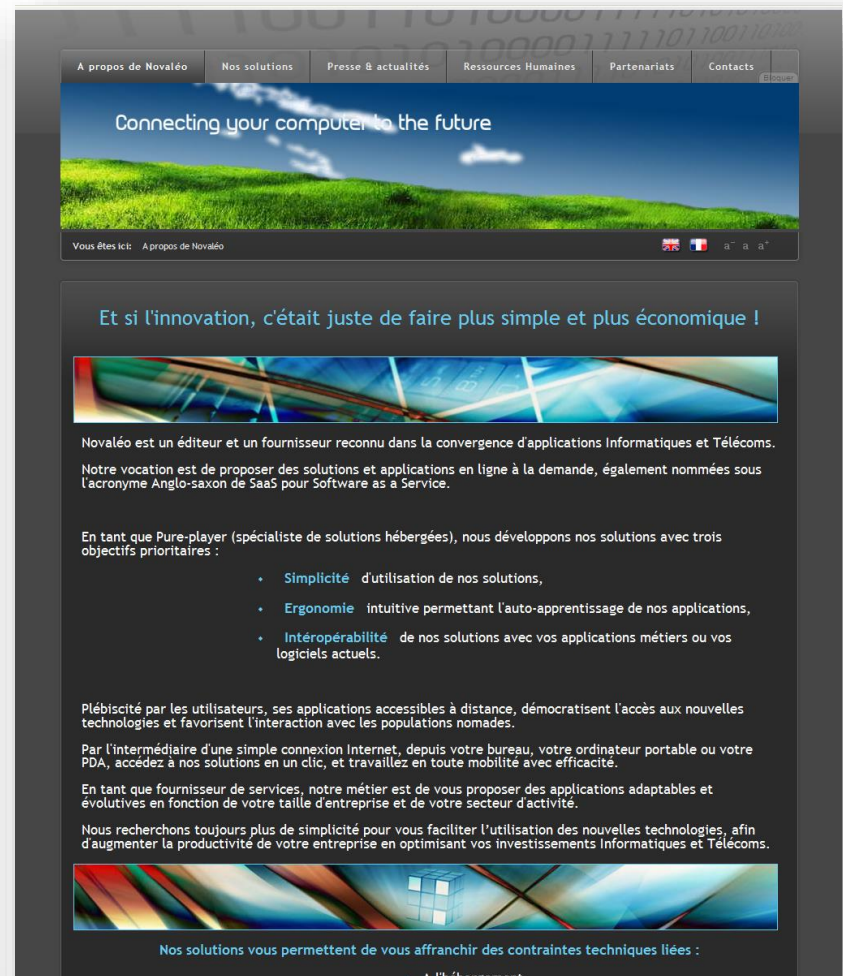 A propos de Novaléo Nos solutions Presse & actualités Ressources Humaines Partenariats Contacts
Bloquer
Connecting your computer to the future
Vous êtes ici: A propos de Novaléo a⁻ a a⁺
Et si l'innovation, c'était juste de faire plus simple et plus économique !
Novaléo est un éditeur et un fournisseur reconnu dans la convergence d'applications Informatiques et Télécoms.
Notre vocation est de proposer des solutions et applications en ligne à la demande, également nommées sous
l'acronyme Anglo-saxon de SaaS pour Software as a Service.
En tant que Pure-player (spécialiste de solutions hébergées), nous développons nos solutions avec trois
objectifs prioritaires :
Simplicité d'utilisation de nos solutions,
Ergonomie intuitive permettant l'auto-apprentissage de nos applications,
Intéropérabilité de nos solutions avec vos applications métiers ou vos
logiciels actuels.
Plébiscité par les utilisateurs, ses applications accessibles à distance, démocratisent l'accès aux nouvelles
technologies et favorisent l'interaction avec les populations nomades.
Par l'intermédiaire d'une simple connexion Internet, depuis votre bureau, votre ordinateur portable ou votre
PDA, accédez à nos solutions en un clic, et travaillez en toute mobilité avec efficacité.
En tant que fournisseur de services, notre métier est de vous proposer des applications adaptables et
évolutives en fonction de votre taille d'entreprise et de votre secteur d'activité.
Nous recherchons toujours plus de simplicité pour vous faciliter l’utilisation des nouvelles technologies, afin
d'augmenter la productivité de votre entreprise en optimisant vos investissements Informatiques et Télécoms.
Nos solutions vous permettent de vous affranchir des contraintes techniques liées :